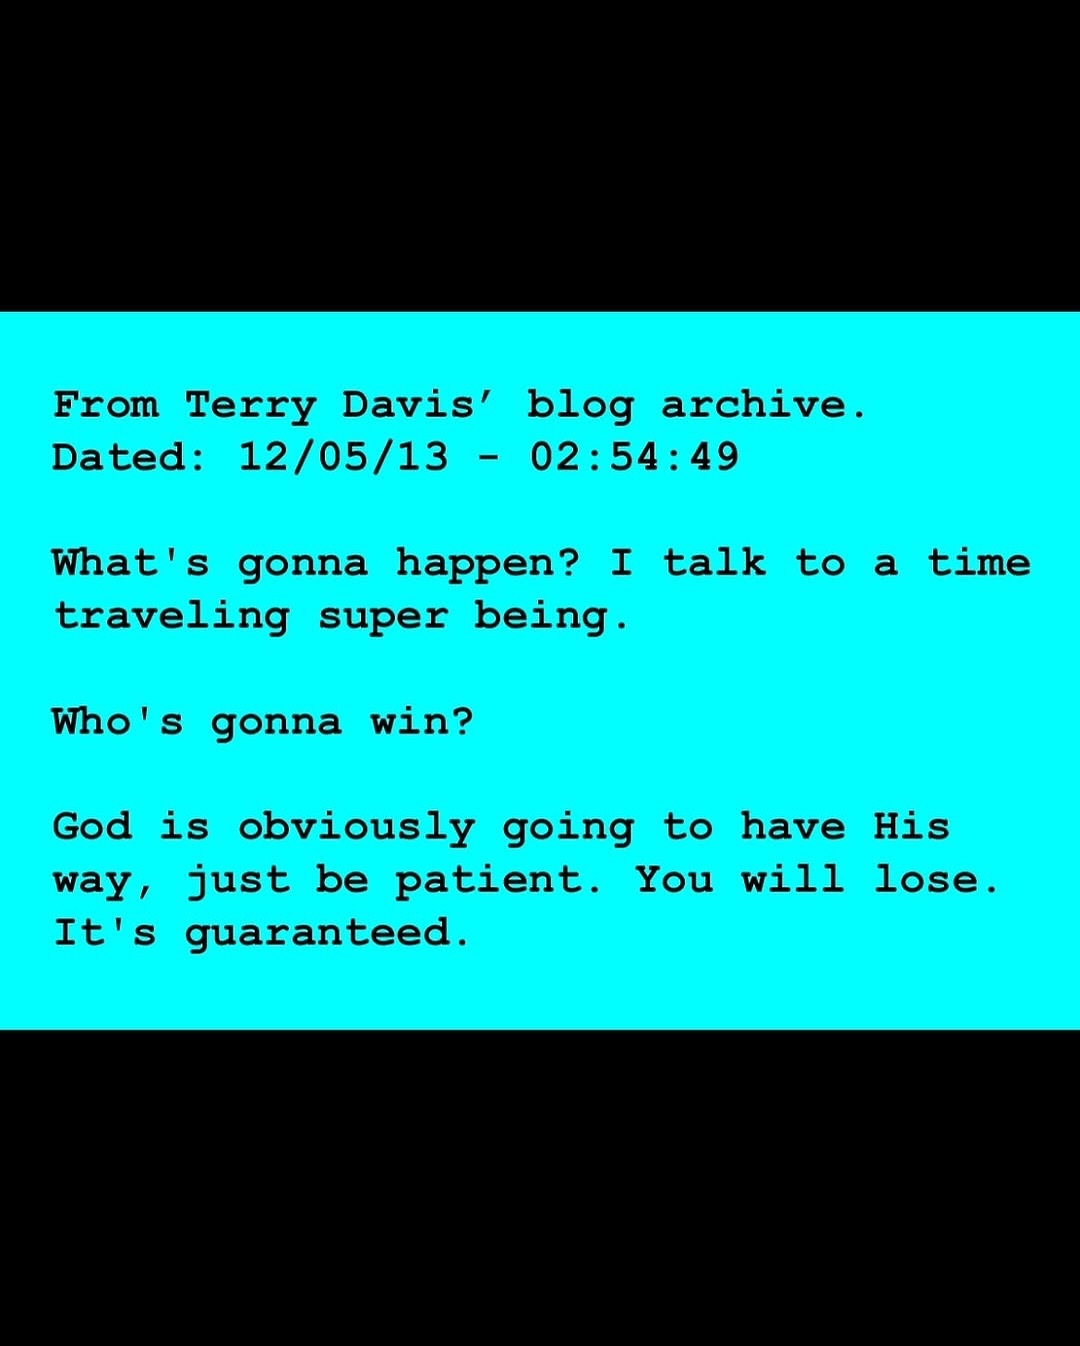 From Terry Davis’ blog archive.
Dated: 12/05/13 - 02:54:49
What's gonna happen? I talk to a time
traveling super being.
Who's gonna win?
God is obviously going to have His
way, just be patient. You will lose.
It's guaranteed.